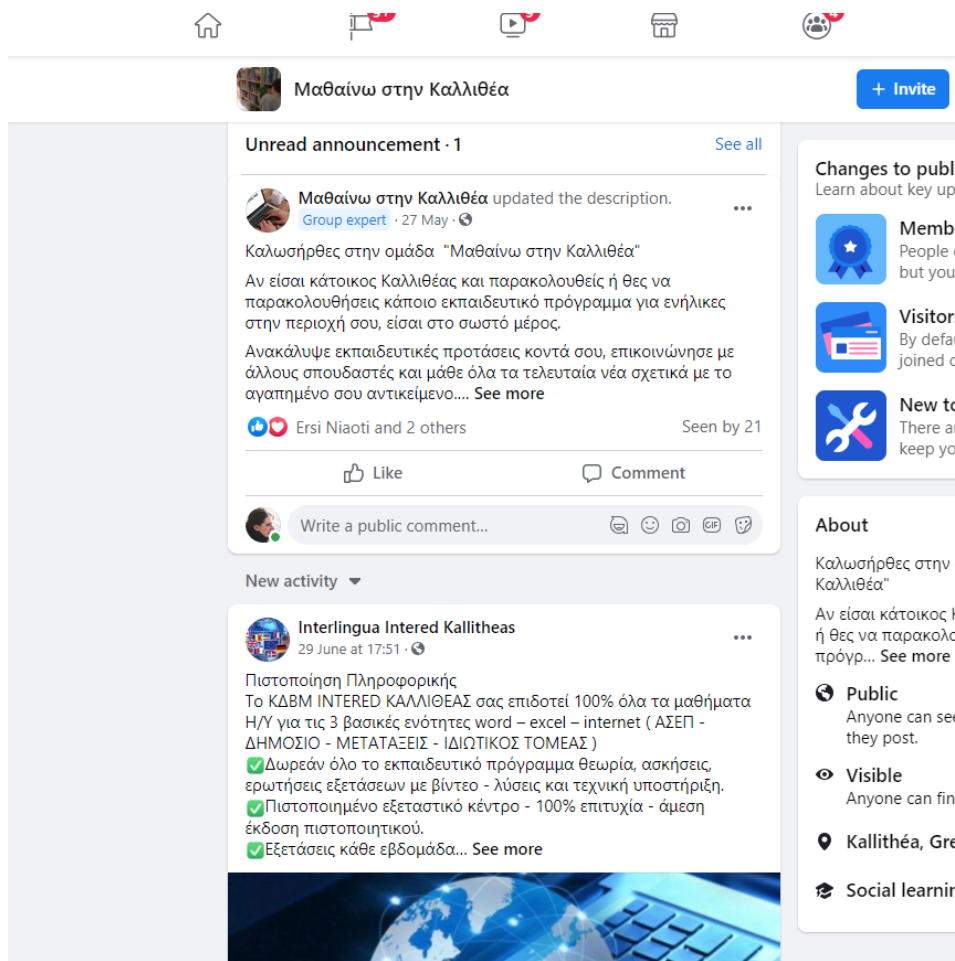 9
4
Μαθαίνω στην Καλλιθέα
+ Invite
Unread announcement · 1
See all
Μαθαίνω στην Καλλιθέα updated the description.
Group expert · 27 May ·
Καλωσήρθες στην ομάδα "Μαθαίνω στην Καλλιθέα"
Αν είσαι κάτοικος Καλλιθέας και παρακολουθείς ή θες να
παρακολουθήσεις κάποιο εκπαιδευτικό πρόγραμμα για ενήλικες
στην περιοχή σου, είσαι στο σωστό μέρος.
Ανακάλυψε εκπαιδευτικές προτάσεις κοντά σου, επικοινώνησε με
άλλους σπουδαστές και μάθε όλα τα τελευταία νέα σχετικά με το
αγαπημένο σου αντικείμενο.... See more
Ersi Niaoti and 2 others
Seen by 21
Like
Comment
Write a public comment...
GIF
New activity
Interlingua Intered Kallitheas
29 June at 17:51 ·
Πιστοποίηση Πληροφορικής
Το ΚΔΒΜ INTERED ΚΑΛΛΙΘΕΑΣ σας επιδοτεί 100% όλα τα μαθήματα
Η/Υ για τις 3 βασικές ενότητες word – excel – internet ( ΑΣΕΠ -
ΔΗΜΟΣΙΟ - ΜΕΤΑΤΑΞΕΙΣ - ΙΔΙΩΤΙΚΟΣ ΤΟΜΕΑΣ )
✅Δωρεάν όλο το εκπαιδευτικό πρόγραμμα θεωρία, ασκήσεις,
ερωτήσεις εξετάσεων με βίντεο - λύσεις και τεχνική υποστήριξη.
✅Πιστοποιημένο εξεταστικό κέντρο - 100% επιτυχία - άμεση
έκδοση πιστοποιητικού.
✅Εξετάσεις κάθε εβδομάδα... See more
Changes to publ
Learn about key up
Memb
People
but you
Visitor
By defau
joined
New to
There a
keep yo
About
Καλωσήρθες στην
Καλλιθέα"
Αν είσαι κάτοικος
ή θες να παρακολο
πρόγρ... See more
Public
Anyone can see
they post.
Visible
Anyone can fin
Kallithéa, Gre
Social learnin